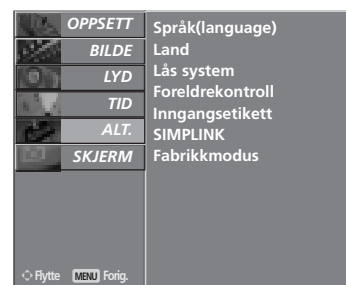 OPPSETT
BILDE
LYD
TID
ALT.
SKJERM
Språk(language)
Land
Lås system
Foreldrekontroll
Inngangsetikett
SIMPLINK
Fabrikkmodus
Flytte MENU Forig.